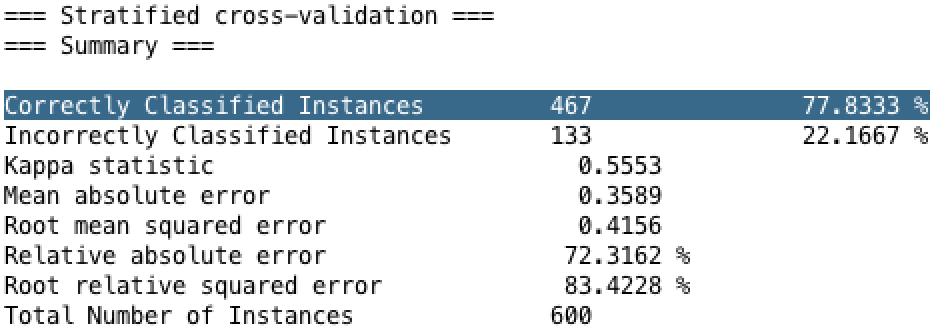 === Stratified cross-validation ===
=== Summary ===
Correctly Classified Instances 467 77.8333 %
Incorrectly Classified Instances 133 22.1667 %
Kappa statistic 0.5553
Mean absolute error 0.3589
Root mean squared error 0.4156
Relative absolute error 72.3162 %
Root relative squared error 83.4228 %
Total Number of Instances 600